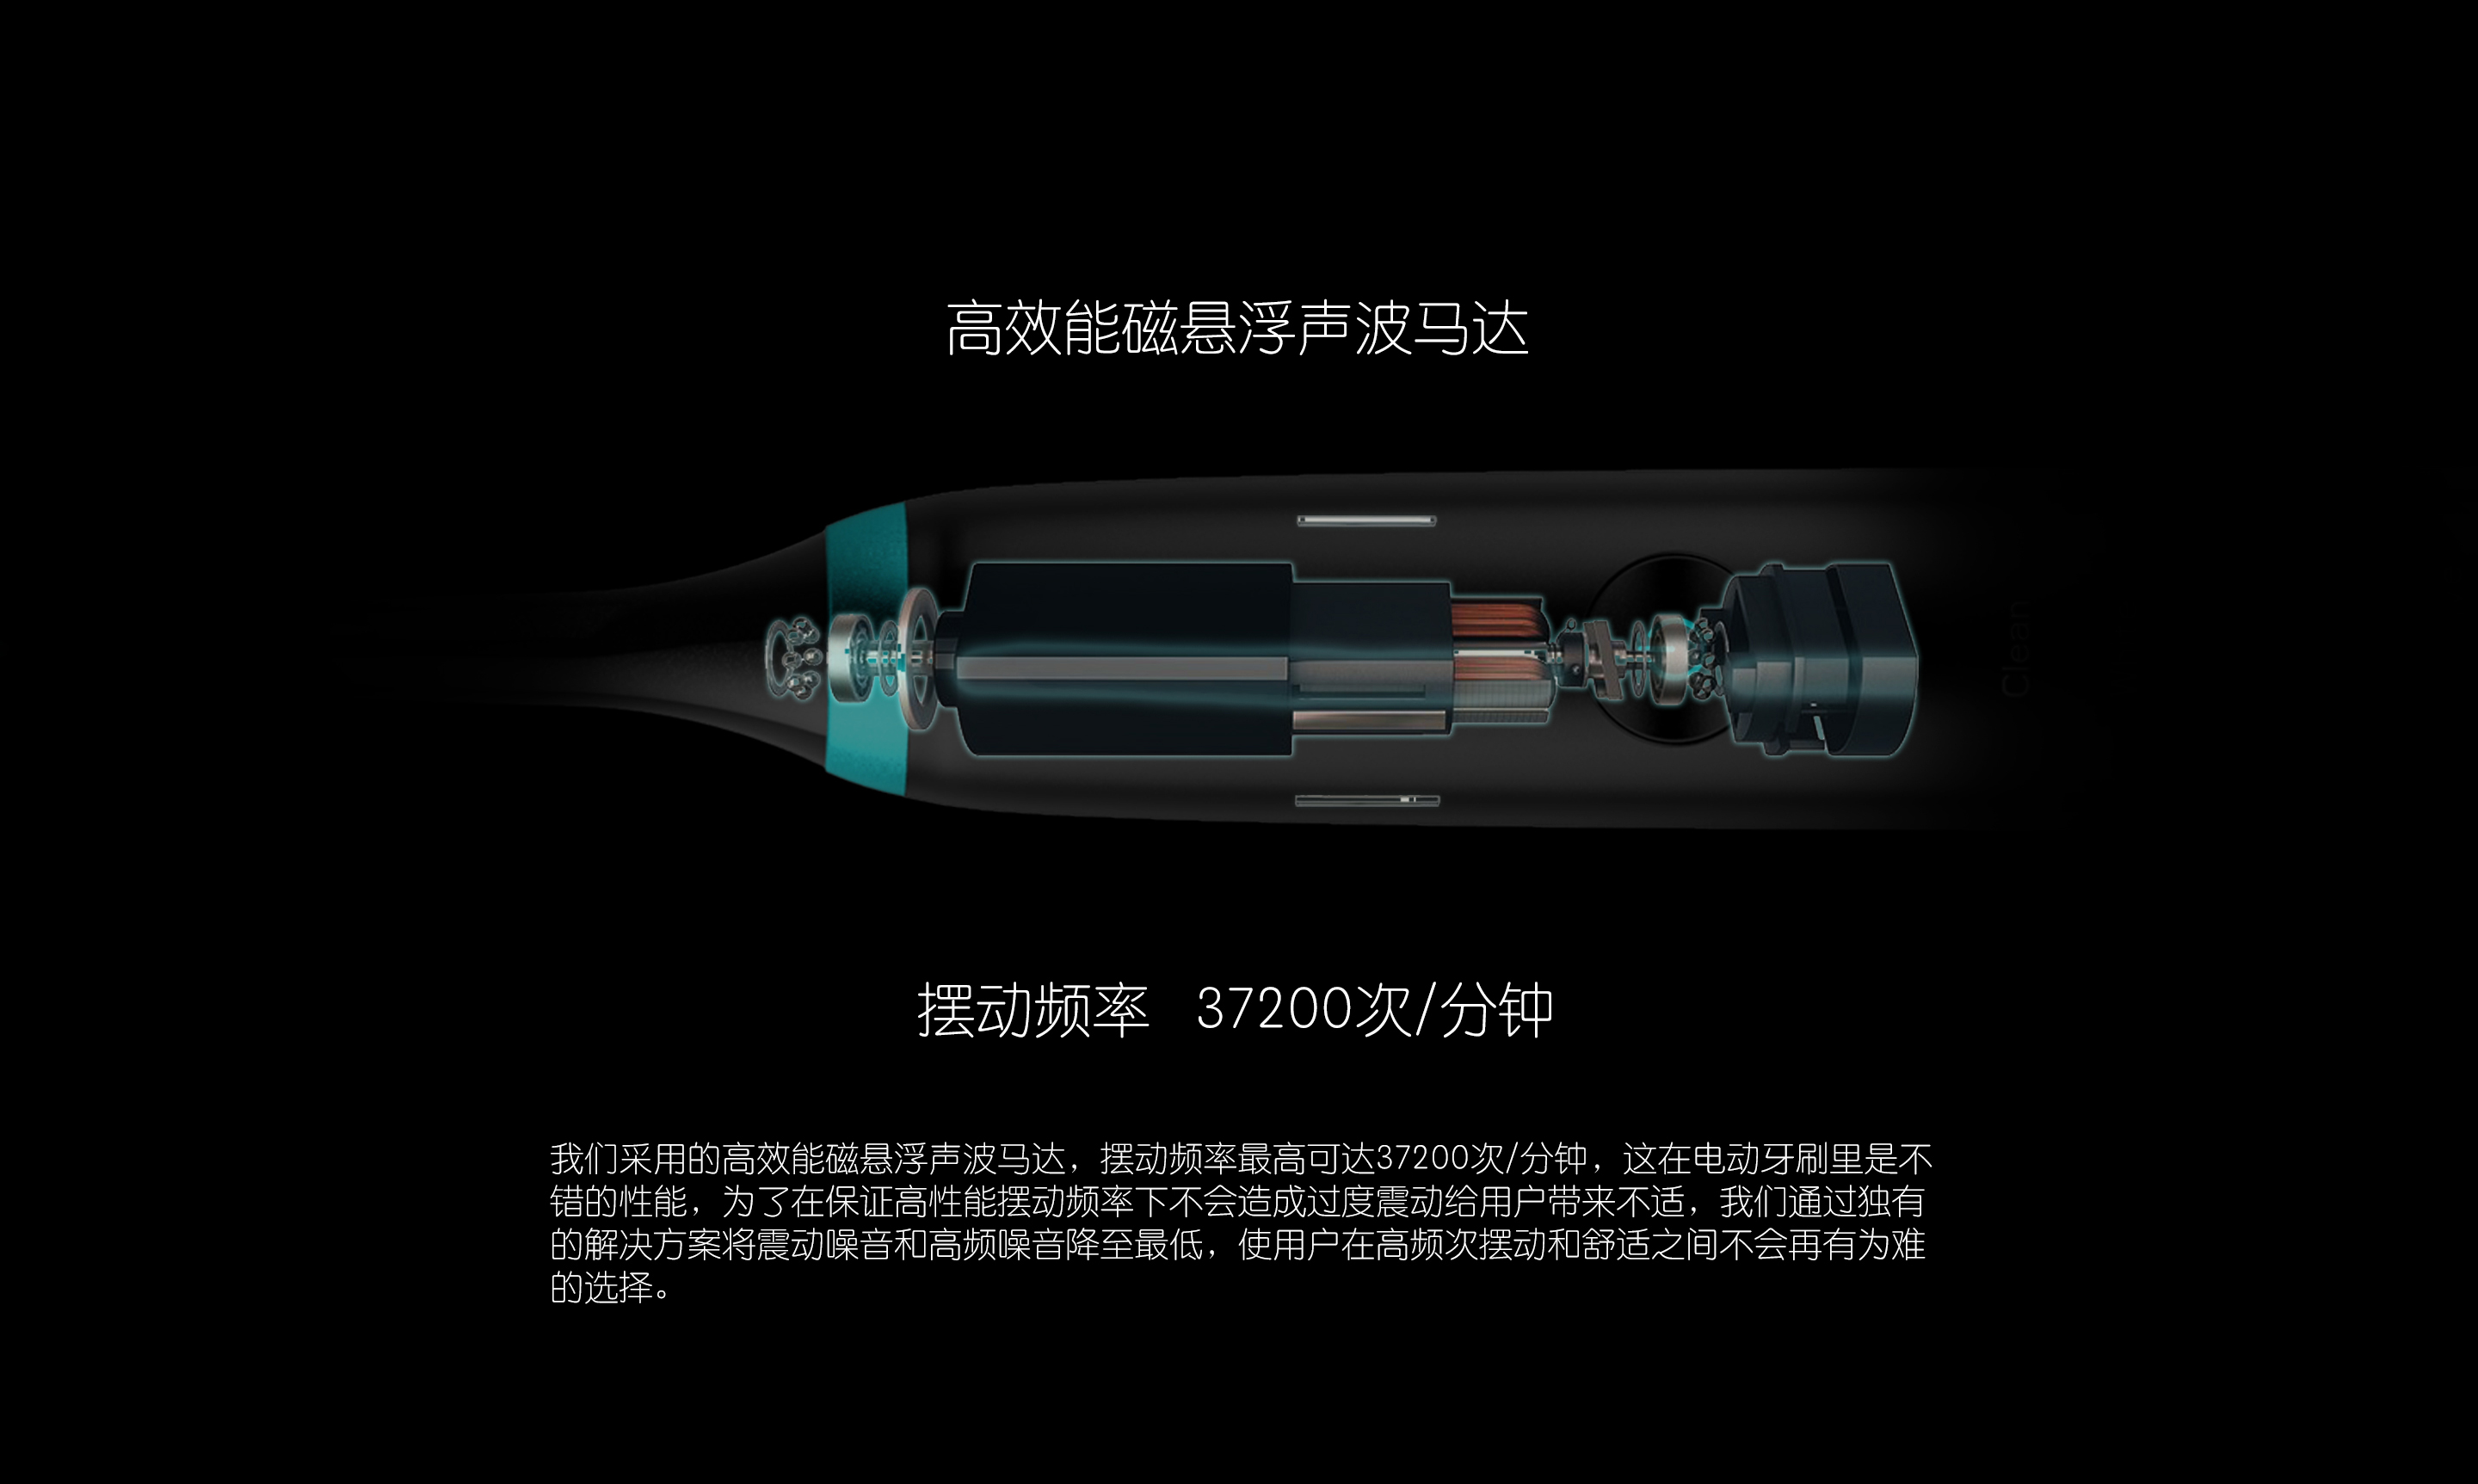 高效能磁悬浮声波马达
Clean
摆动频率 37200次/分钟
我们采用的高效能磁悬浮声波马达，摆动频率最高可达37200次/分钟，这在电动牙刷里是不
错的性能，为了在保证高性能摆动频率下不会造成过度震动给用户带来不适，我们通过独有
的解决方案将震动噪音和高频噪音降至最低，使用户在高频次摆动和舒适之间不会再有为难
的选择。